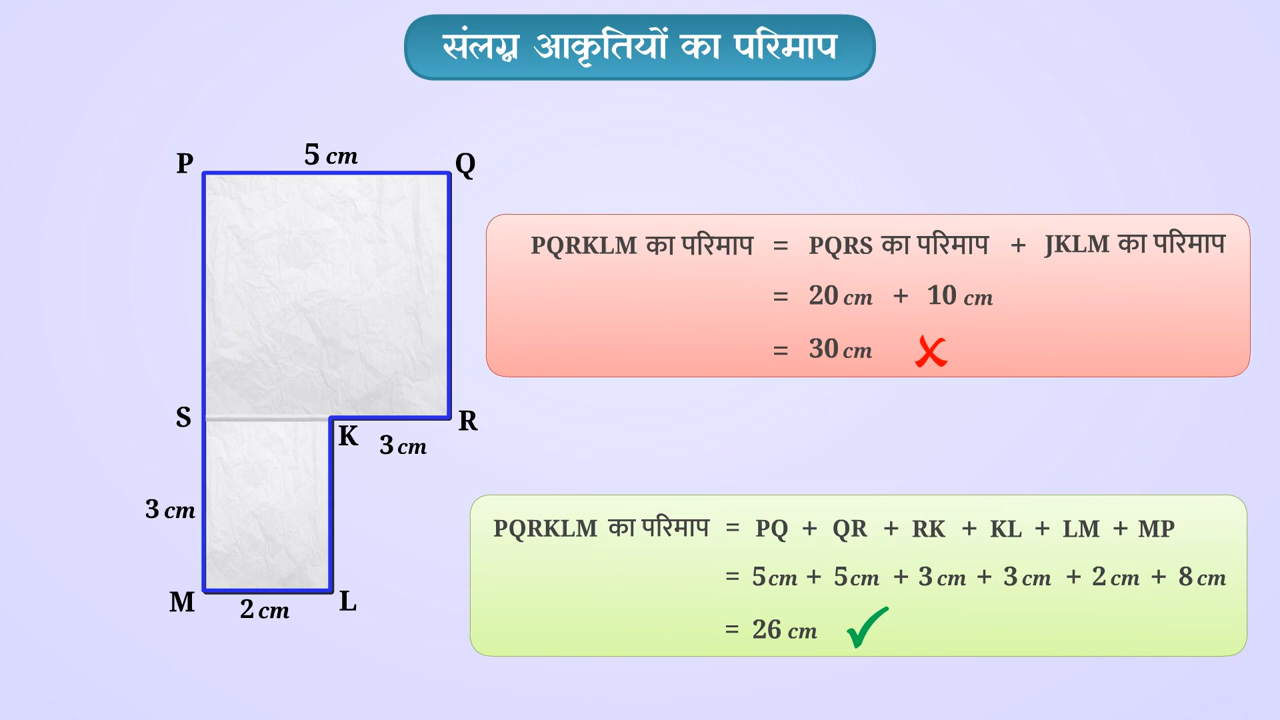 संलग्न आकृतियों का परिमाप
5 cm
P
Q
PQRKLM का परिमाप = PQRS का परिमाप + JKLM का परिमाप
= 20 cm + 10 cm
= 30 cm ✗
S
K
R
3 cm
3 cm
M
2 cm
L
PQRKLM का परिमाप = PQ + QR + RK + KL + LM + MP
= 5cm + 5cm + 3cm + 3cm + 2cm + 8cm
= 26 cm ✓